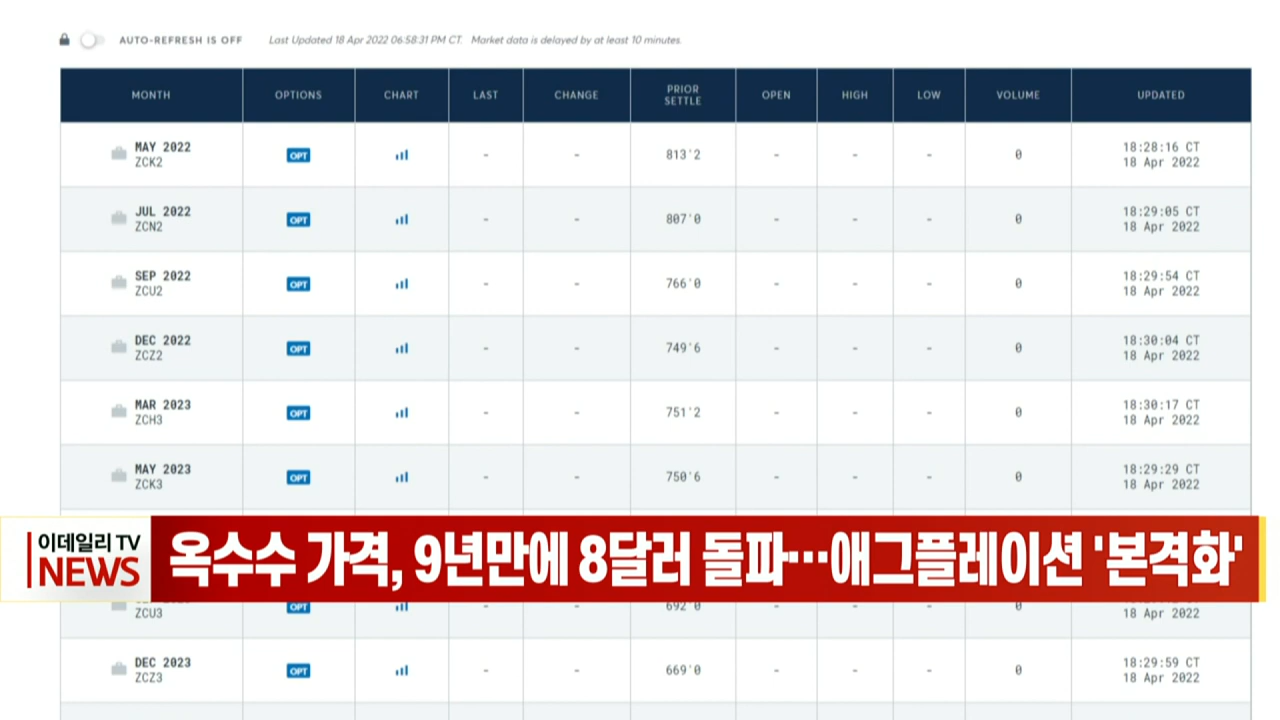 AUTO-REFRESH IS OFF Last Updated 18 Apr 2022 06:58:31 PM CT. Market data is delayed by at least 10 minutes.
MONTH OPTIONS CHART LAST CHANGE PRIOR SETTLE OPEN HIGH LOW VOLUME UPDATED
MAY 2022 ZCK2 OPT - - 813'2 - - - 0 18:28:16 CT 18 Apr 2022
JUL 2022 ZCN2 OPT - - 807'0 - - - 0 18:29:05 CT 18 Apr 2022
SEP 2022 ZCU2 OPT - - 766'0 - - - 0 18:29:54 CT 18 Apr 2022
DEC 2022 ZCZ2 OPT - - 749'6 - - - 0 18:30:04 CT 18 Apr 2022
MAR 2023 ZCH3 OPT - - 751'2 - - - 0 18:30:17 CT 18 Apr 2022
MAY 2023 ZCK3 OPT - - 750'6 - - - 0 18:29:29 CT 18 Apr 2022
이데일리 TV
NEWS
옥수수 가격, 9년만에 8달러 돌파…애그플레이션 '본격화'
ZCU3 OPT 692'0 0 18 Apr 2022
DEC 2023 ZCZ3 OPT - - 669'0 - - - 0 18:29:59 CT 18 Apr 2022